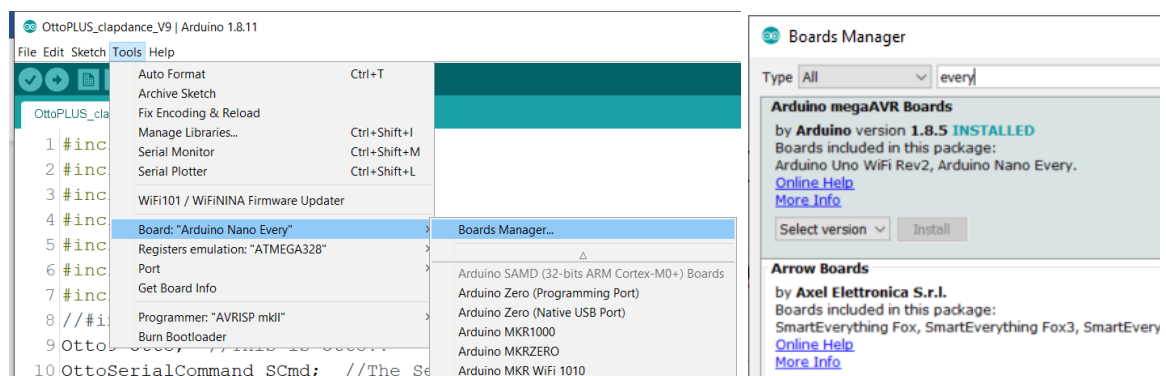 OttoPLUS_clapdance_V9 | Arduino 1.8.11
File Edit Sketch Tools Help
Auto Format Ctrl+T
Archive Sketch
Fix Encoding & Reload
Manage Libraries... Ctrl+Shift+I
Serial Monitor Ctrl+Shift+M
Serial Plotter Ctrl+Shift+L
WiFi101 / WiFiNINA Firmware Updater
Board: "Arduino Nano Every"
Registers emulation: "ATMEGA328"
Port
Get Board Info
Programmer: "AVRISP mkII"
Burn Bootloader
OttoPLUS_cla
1 #inc
2 #inc
3 #inc
4 #inc
5 #inc
6 #inc
7 #inc
8 //#i
9 Otto9 Otto; //This is Otto!!
10 OttoSerialCommand SCmd; //The Se
Boards Manager...
Arduino SAMD (32-bits ARM Cortex-M0+) Boards
Arduino Zero (Programming Port)
Arduino Zero (Native USB Port)
Arduino MKR1000
Arduino MKRZERO
Arduino MKR WiFi 1010
Boards Manager
Type All every
Arduino megaAVR Boards
by Arduino version 1.8.5 INSTALLED
Boards included in this package:
Arduino Uno WiFi Rev2, Arduino Nano Every.
Online Help
More Info
Select version Install
Arrow Boards
by Axel Elettronica S.r.l.
Boards included in this package:
SmartEverything Fox, SmartEverything Fox3, SmartEvery
Online Help
More Info